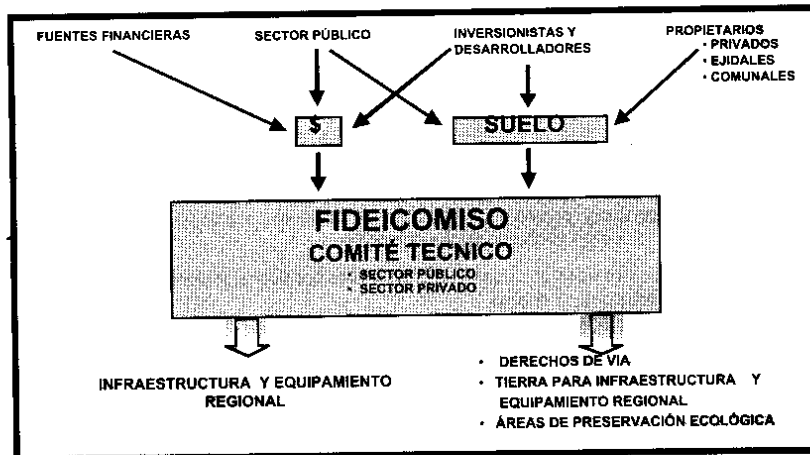 FUENTES FINANCIERAS
SECTOR PÚBLICO
INVERSIONISTAS Y
DESARROLLADORES
PROPIETARIOS
• PRIVADOS
• EJIDALES
• COMUNALES
$
SUELO
FIDEICOMISO
COMITÉ TECNICO
• SECTOR PÚBLICO
• SECTOR PRIVADO
INFRAESTRUCTURA Y EQUIPAMIENTO
REGIONAL
• DERECHOS DE VIA
• TIERRA PARA INFRAESTRUCTURA Y
EQUIPAMIENTO REGIONAL
• ÁREAS DE PRESERVACIÓN ECOLÓGICA